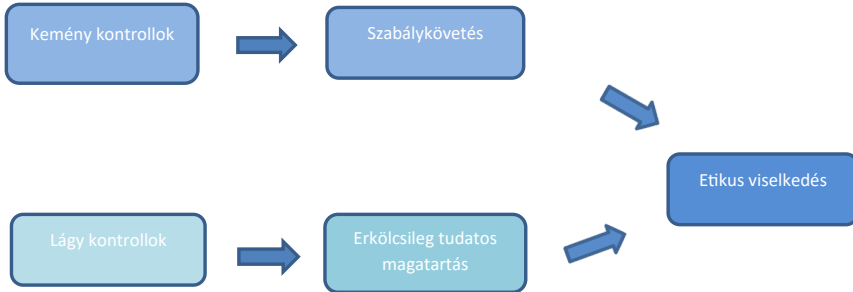 Kemény kontrollok
Szabálykövetés
Etikus viselkedés
Lágy kontrollok
Erkölcsileg tudatos
magatartás